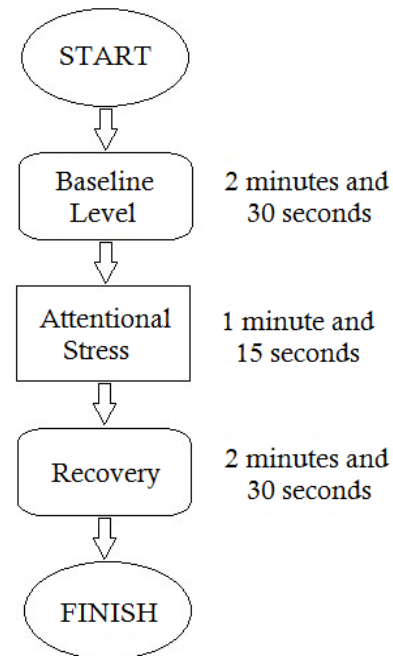 START
Baseline
Level
2 minutes and
30 seconds
Attentional
Stress
1 minute and
15 seconds
Recovery
2 minutes and
30 seconds
FINISH